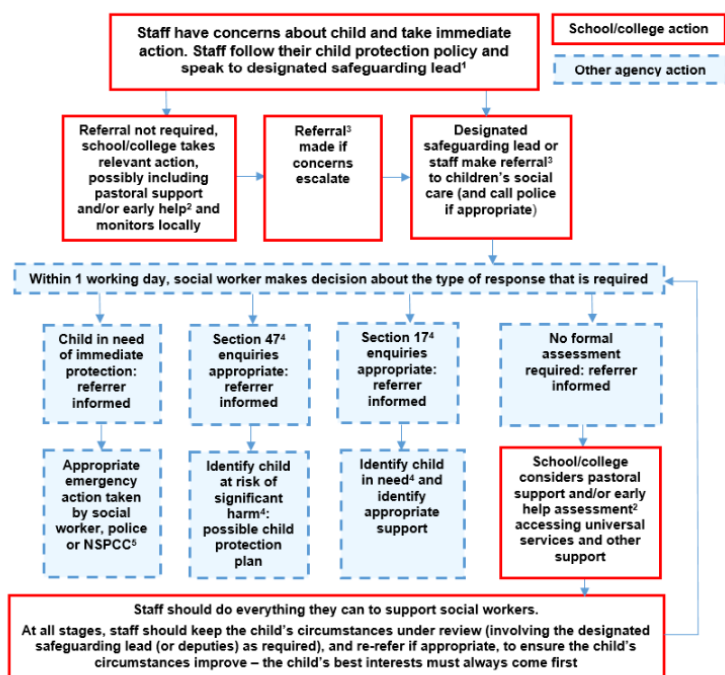 Staff have concerns about child and take immediate
action. Staff follow their child protection policy and
speak to designated safeguarding lead¹
School/college action
Other agency action
Referral not required,
school/college takes
relevant action,
possibly including
pastoral support
and/or early help² and
monitors locally
Referral³
made if
concerns
escalate
Designated
safeguarding lead or
staff make referral³
to children's social
care (and call police
if appropriate)
Within 1 working day, social worker makes decision about the type of response that is required
Child in need
of immediate
protection:
referrer
informed
Section 47⁴
enquiries
appropriate:
referrer
informed
Section 17⁴
enquiries
appropriate:
referrer
informed
No formal
assessment
required: referrer
informed
Appropriate
emergency
action taken
by social
worker, police
or NSPCC⁵
Identify child
at risk of
significant
harm⁴:
possible child
protection
plan
Identify child
in need⁴ and
identify
appropriate
support
School/college
considers pastoral
support and/or early
help assessment²
accessing universal
services and other
support
Staff should do everything they can to support social workers.
At all stages, staff should keep the child's circumstances under review (involving the designated
safeguarding lead (or deputies) as required), and re-refer if appropriate, to ensure the child's
circumstances improve – the child's best interests must always come first